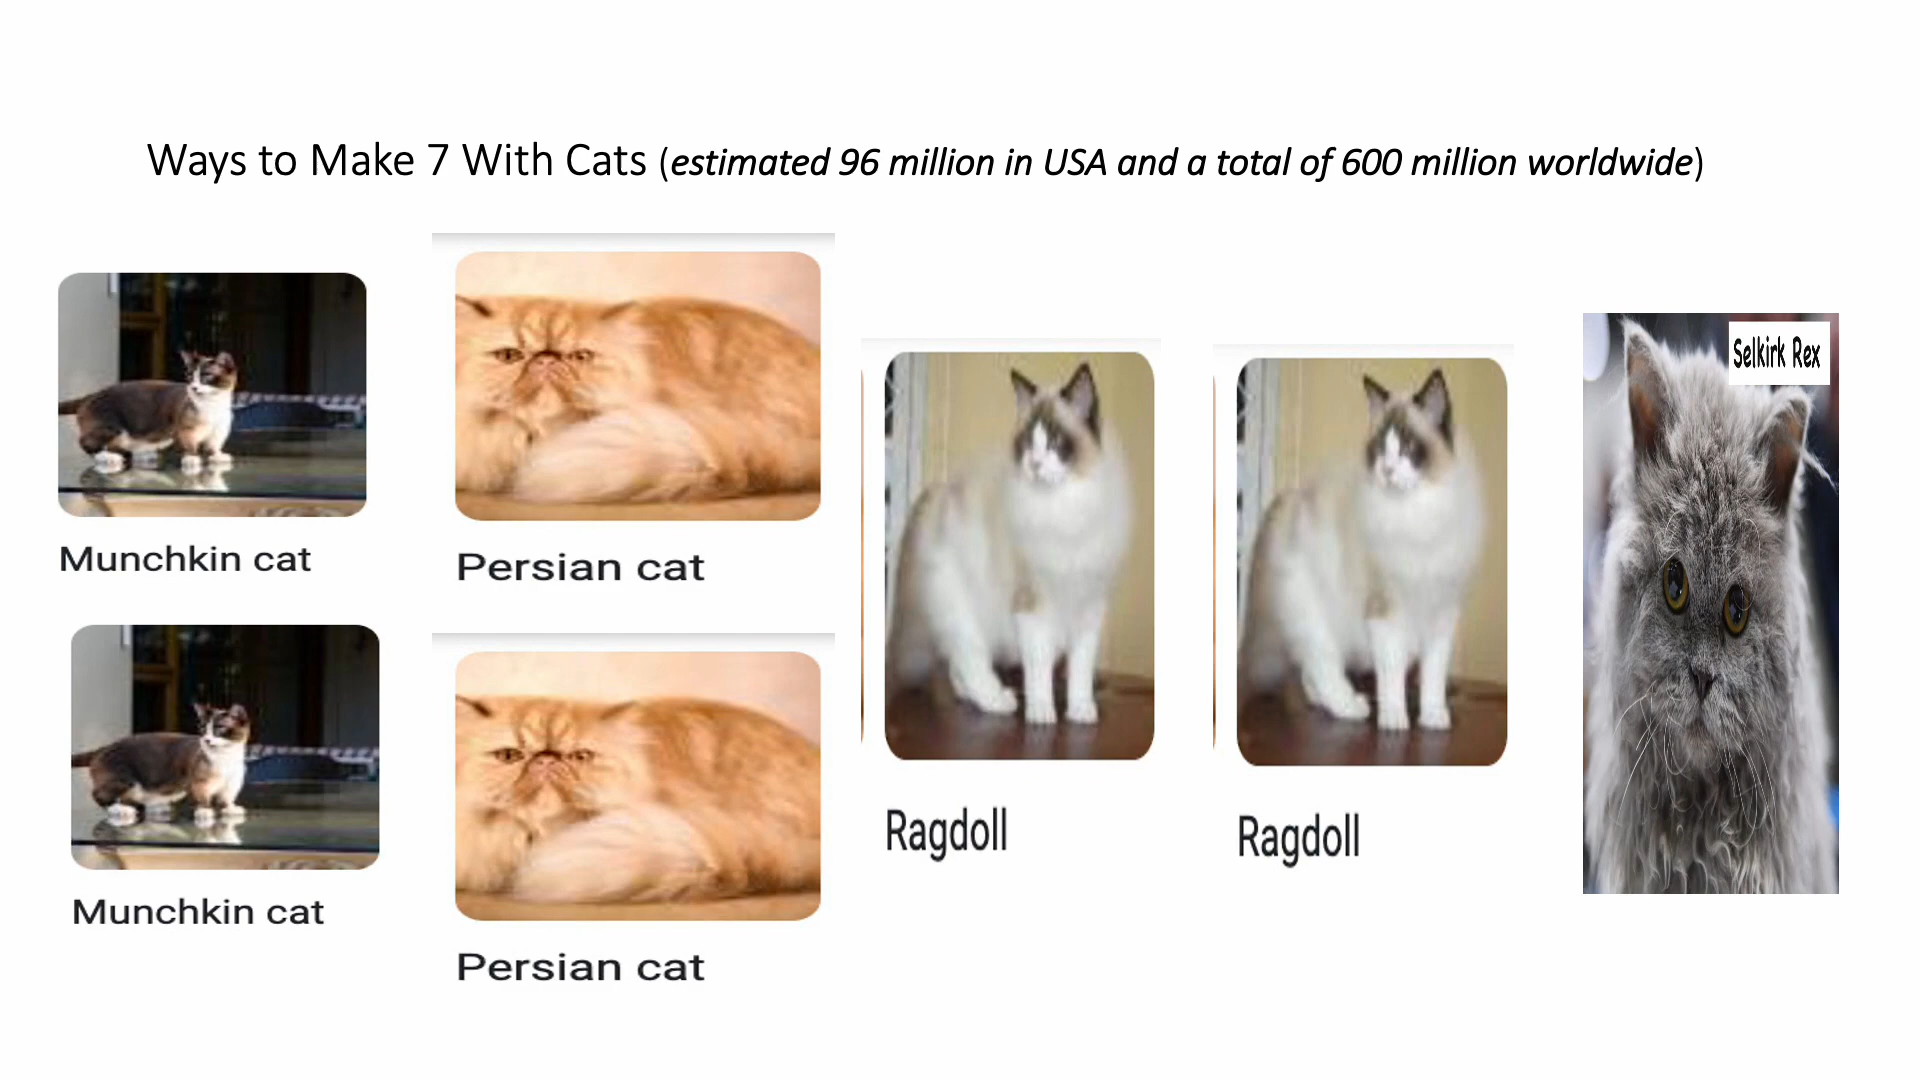 Ways to Make 7 With Cats (estimated 96 million in USA and a total of 600 million worldwide)
Munchkin cat
Persian cat
Munchkin cat
Persian cat
Ragdoll
Ragdoll
Selkirk Rex